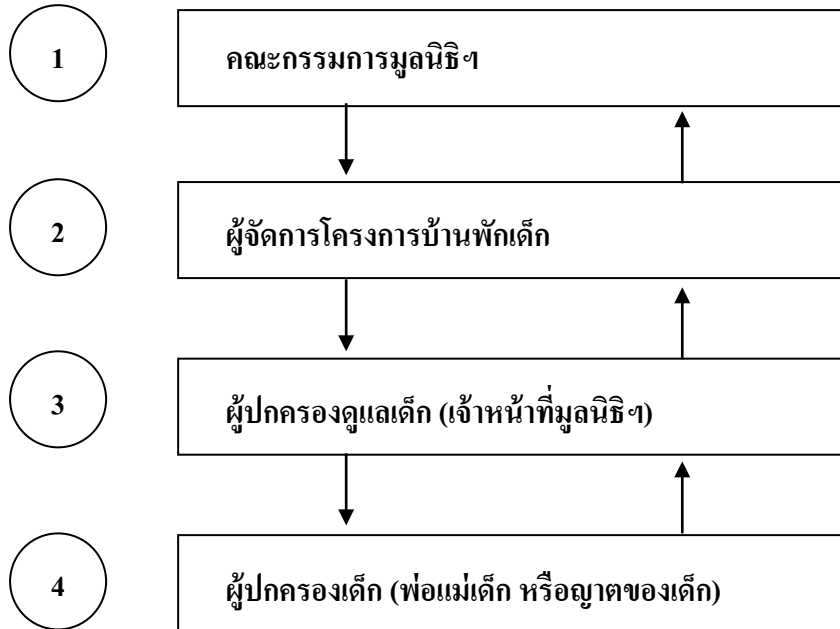 1
คณะกรรมการมูลนิธิฯ
2
ผู้จัดการโครงการบ้านพักเด็ก
3
ผู้ปกครองดูแลเด็ก (เจ้าหน้าที่มูลนิธิฯ)
4
ผู้ปกครองเด็ก (พ่อแม่เด็ก หรือญาตของเด็ก)